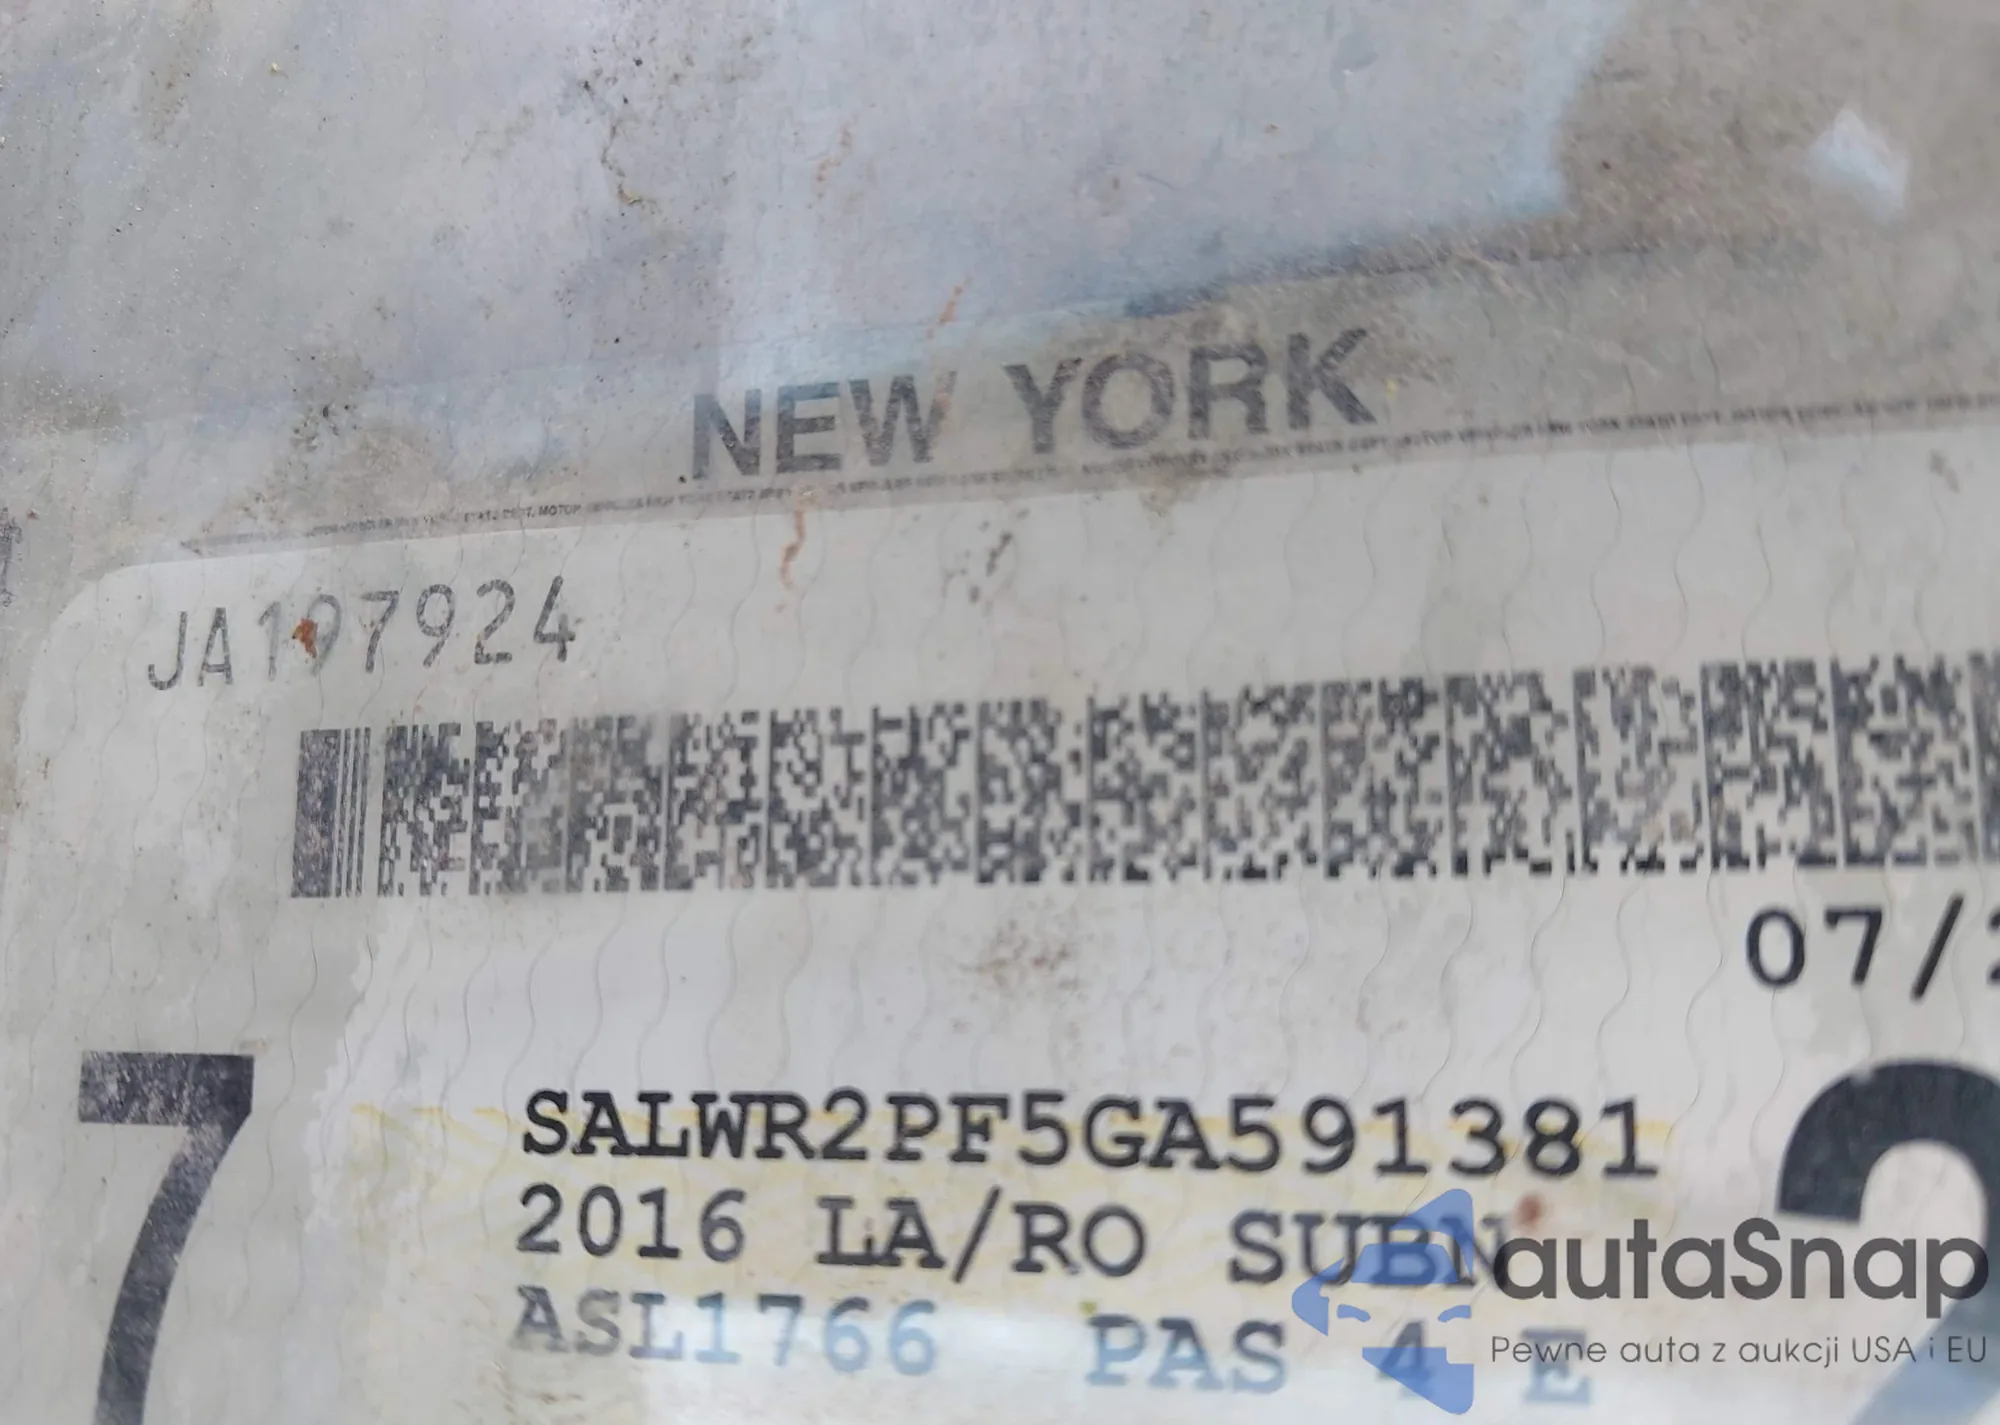 NEW YORK
JA197924
07/2
7
SALWR2PF5GA591381
2016 LA/RO SUBN
ASL1766 PAS 4 E
autaSnap
Pewne auta z aukcji USA i EU